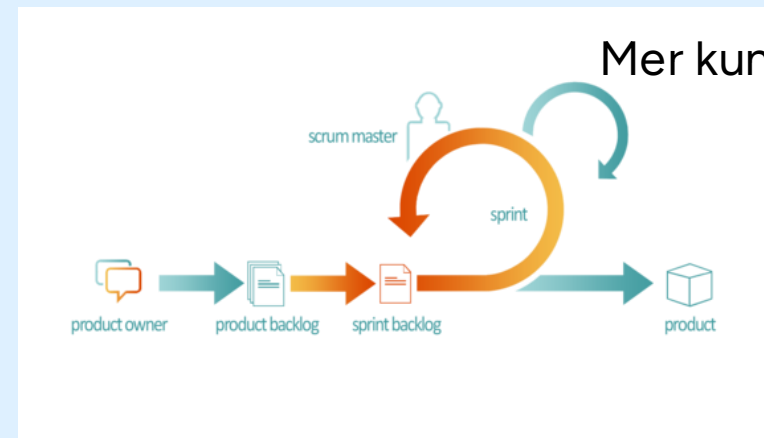 Mer kun
scrum master
sprint
product owner
product backlog
sprint backlog
product